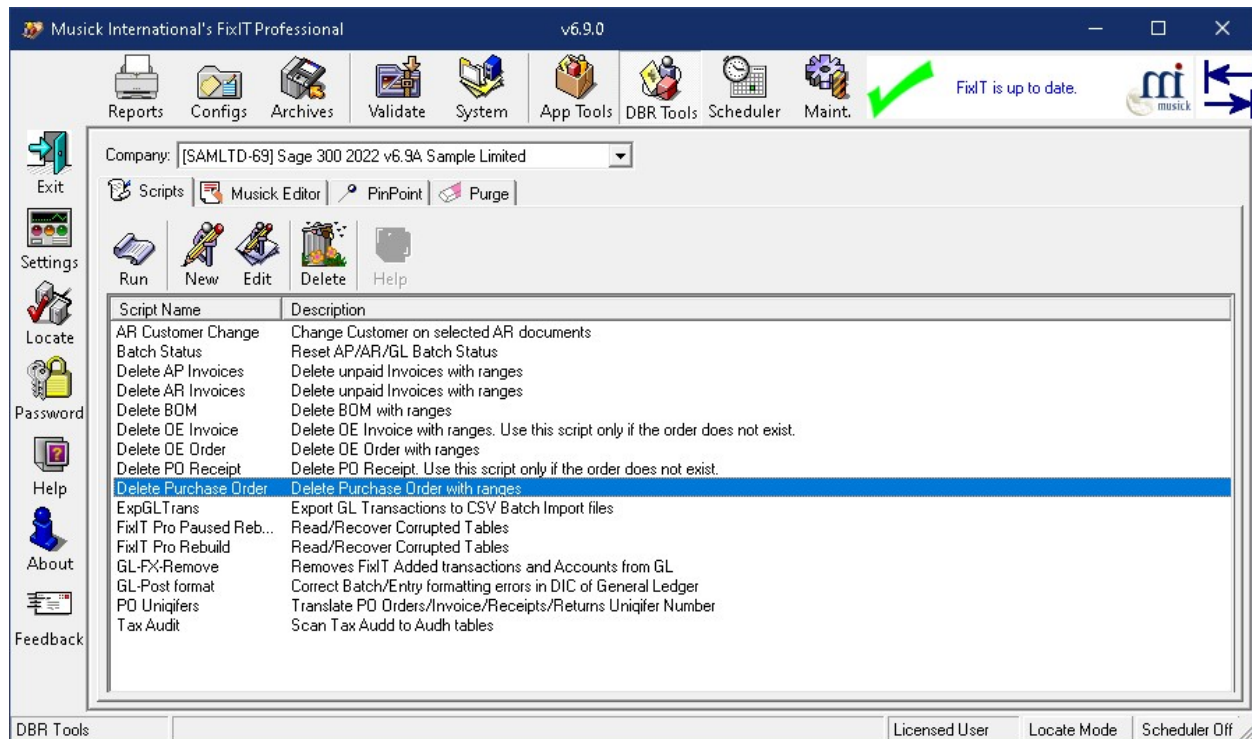 Musick International's FixIT Professional v6.9.0
Reports Configs Archives Validate System App Tools DBR Tools Scheduler Maint. FixIT is up to date. mi musick
Exit
Settings
Locate
Password
Help
About
Feedback
Company: [SAMLTD-69] Sage 300 2022 v6.9A Sample Limited
Scripts Musick Editor PinPoint Purge
Run New Edit Delete Help
Script Name Description
AR Customer Change Change Customer on selected AR documents
Batch Status Reset AP/AR/GL Batch Status
Delete AP Invoices Delete unpaid Invoices with ranges
Delete AR Invoices Delete unpaid Invoices with ranges
Delete BOM Delete BOM with ranges
Delete OE Invoice Delete OE Invoice with ranges. Use this script only if the order does not exist.
Delete OE Order Delete OE Order with ranges
Delete PO Receipt Delete PO Receipt. Use this script only if the order does not exist.
Delete Purchase Order Delete Purchase Order with ranges
ExpGLTrans Export GL Transactions to CSV Batch Import files
FixIT Pro Paused Reb... Read/Recover Corrupted Tables
FixIT Pro Rebuild Read/Recover Corrupted Tables
GL-FX-Remove Removes FixIT Added transactions and Accounts from GL
GL-Post format Correct Batch/Entry formatting errors in DIC of General Ledger
PO Uniqifers Translate PO Orders/Invoice/Receipts/Returns Uniqifer Number
Tax Audit Scan Tax Audd to Audh tables
DBR Tools Licensed User Locate Mode Scheduler Off